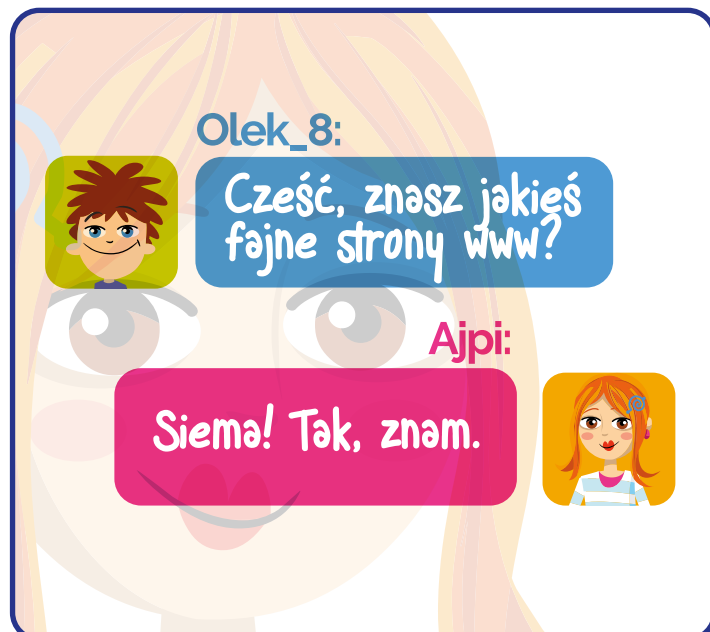 Olek_8:
Cześć, znasz jakieś
fajne strony www?
Ajpi:
Siema! Tak, znam.